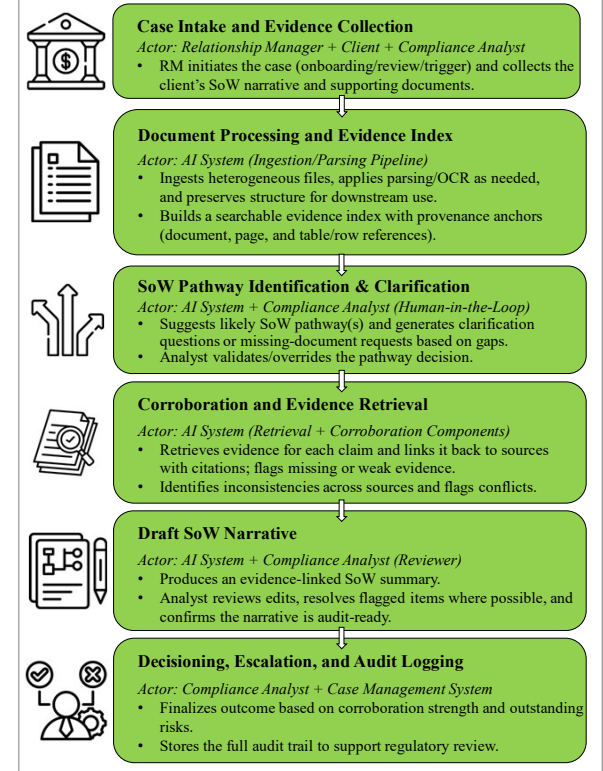 Case Intake and Evidence Collection
Actor: Relationship Manager + Client + Compliance Analyst
• RM initiates the case (onboarding/review/trigger) and collects the
client's SoW narrative and supporting documents.
Document Processing and Evidence Index
Actor: AI System (Ingestion/Parsing Pipeline)
• Ingests heterogeneous files, applies parsing/OCR as needed,
and preserves structure for downstream use.
• Builds a searchable evidence index with provenance anchors
(document, page, and table/row references).
SoW Pathway Identification & Clarification
Actor: AI System + Compliance Analyst (Human-in-the-Loop)
• Suggests likely SoW pathway(s) and generates clarification
questions or missing-document requests based on gaps.
• Analyst validates/overrides the pathway decision.
Corroboration and Evidence Retrieval
Actor: AI System (Retrieval + Corroboration Components)
• Retrieves evidence for each claim and links it back to sources
with citations; flags missing or weak evidence.
• Identifies inconsistencies across sources and flags conflicts.
Draft SoW Narrative
Actor: AI System + Compliance Analyst (Reviewer)
• Produces an evidence-linked SoW summary.
• Analyst reviews edits, resolves flagged items where possible, and
confirms the narrative is audit-ready.
Decisioning, Escalation, and Audit Logging
Actor: Compliance Analyst + Case Management System
• Finalizes outcome based on corroboration strength and outstanding
risks.
• Stores the full audit trail to support regulatory review.
$